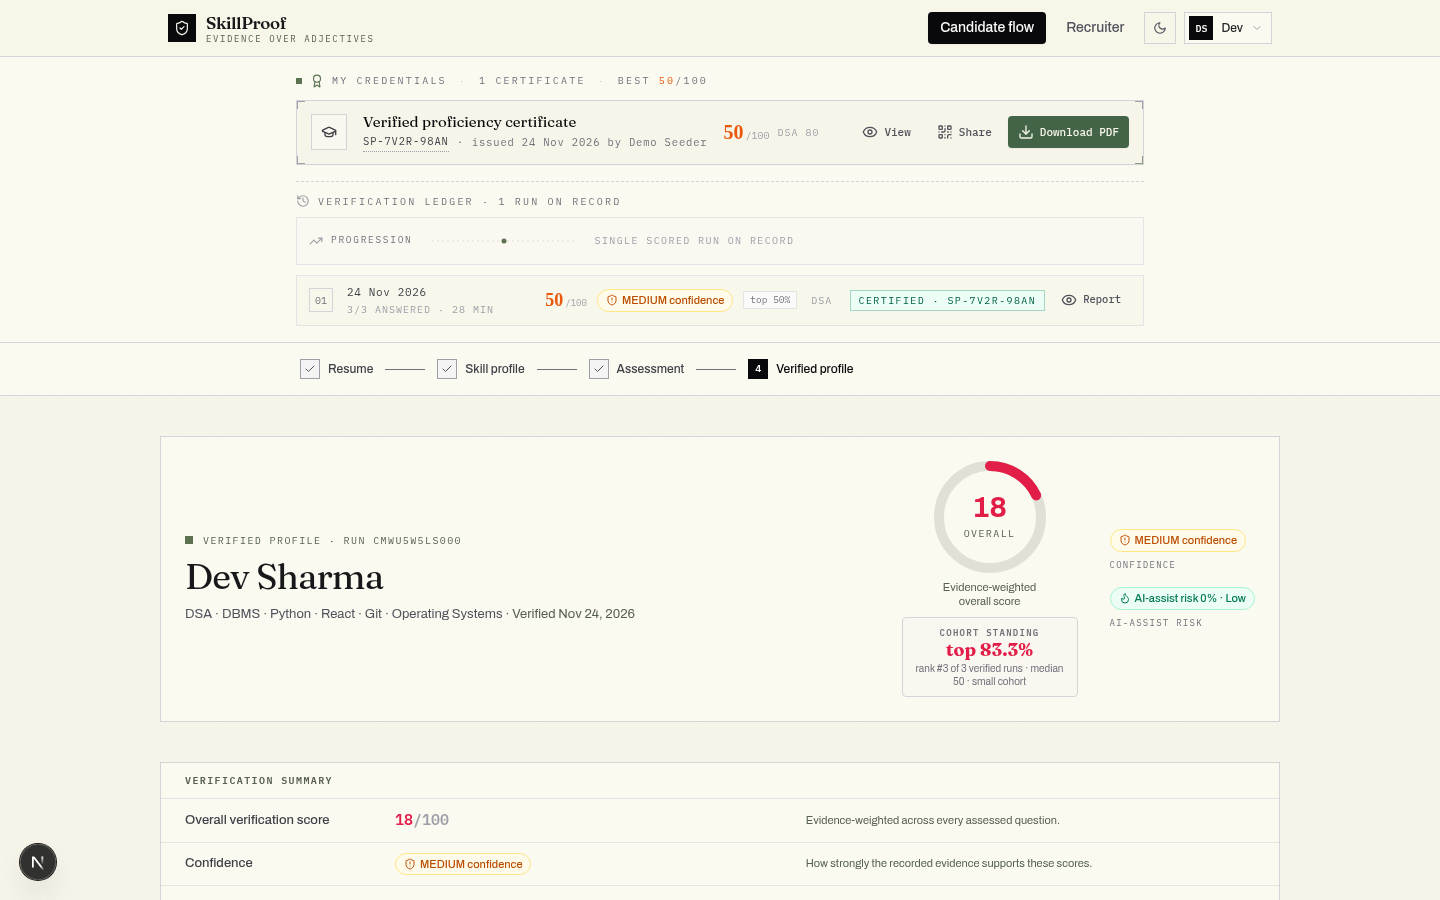 SkillProof
EVIDENCE OVER ADJECTIVES
Candidate flow
Recruiter
DS
Dev
MY CREDENTIALS · 1 CERTIFICATE · BEST 50/100
Verified proficiency certificate
SP-7V2R-98AN · issued 24 Nov 2026 by Demo Seeder
50/100 DSA 80
View
Share
Download PDF
VERIFICATION LEDGER · 1 RUN ON RECORD
PROGRESSION
SINGLE SCORED RUN ON RECORD
01
24 Nov 2026
3/3 ANSWERED · 28 MIN
50/100
MEDIUM confidence
top 50%
DSA
CERTIFIED · SP-7V2R-98AN
Report
Resume
Skill profile
Assessment
4
Verified profile
VERIFIED PROFILE · RUN CMWU5W5LS000
Dev Sharma
DSA · DBMS · Python · React · Git · Operating Systems · Verified Nov 24, 2026
18
OVERALL
Evidence-weighted
overall score
COHORT STANDING
top 83.3%
rank #3 of 3 verified runs · median
50 · small cohort
MEDIUM confidence
CONFIDENCE
AI-assist risk 0% · Low
AI-ASSIST RISK
VERIFICATION SUMMARY
Overall verification score
18/100
Evidence-weighted across every assessed question.
Confidence
MEDIUM confidence
How strongly the recorded evidence supports these scores.
N